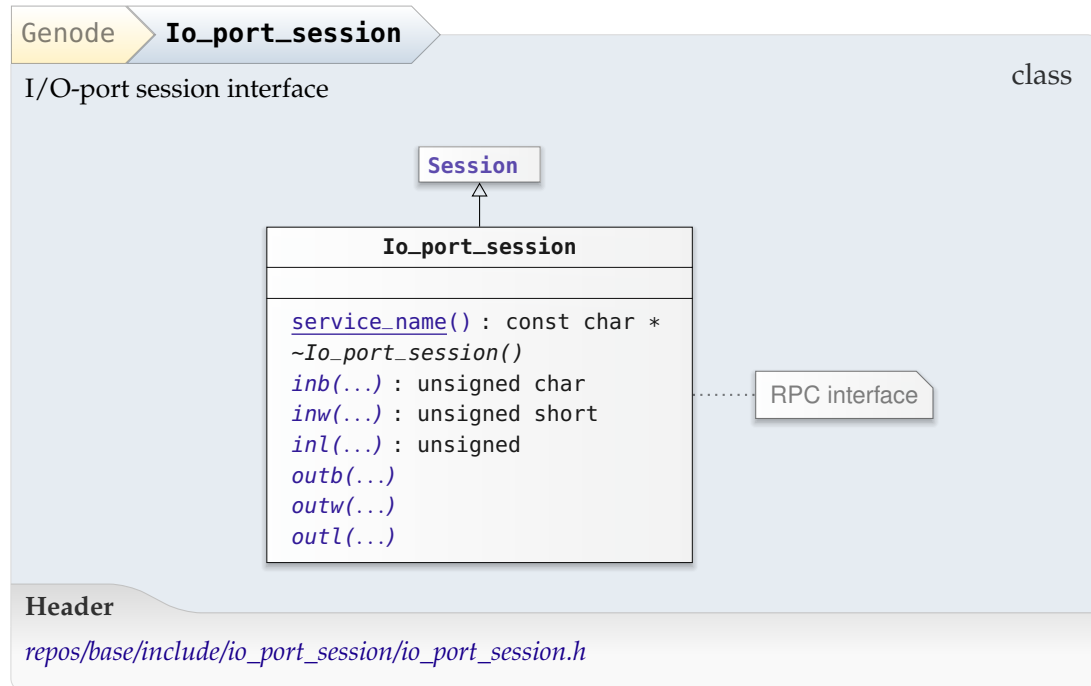 Genode Io_port_session
I/O-port session interface
class
Session
Io_port_session
service_name() : const char *
~Io_port_session()
inb(...) : unsigned char
inw(...) : unsigned short
inl(...) : unsigned
outb(...)
outw(...)
outl(...)
RPC interface
Header
repos/base/include/io_port_session/io_port_session.h